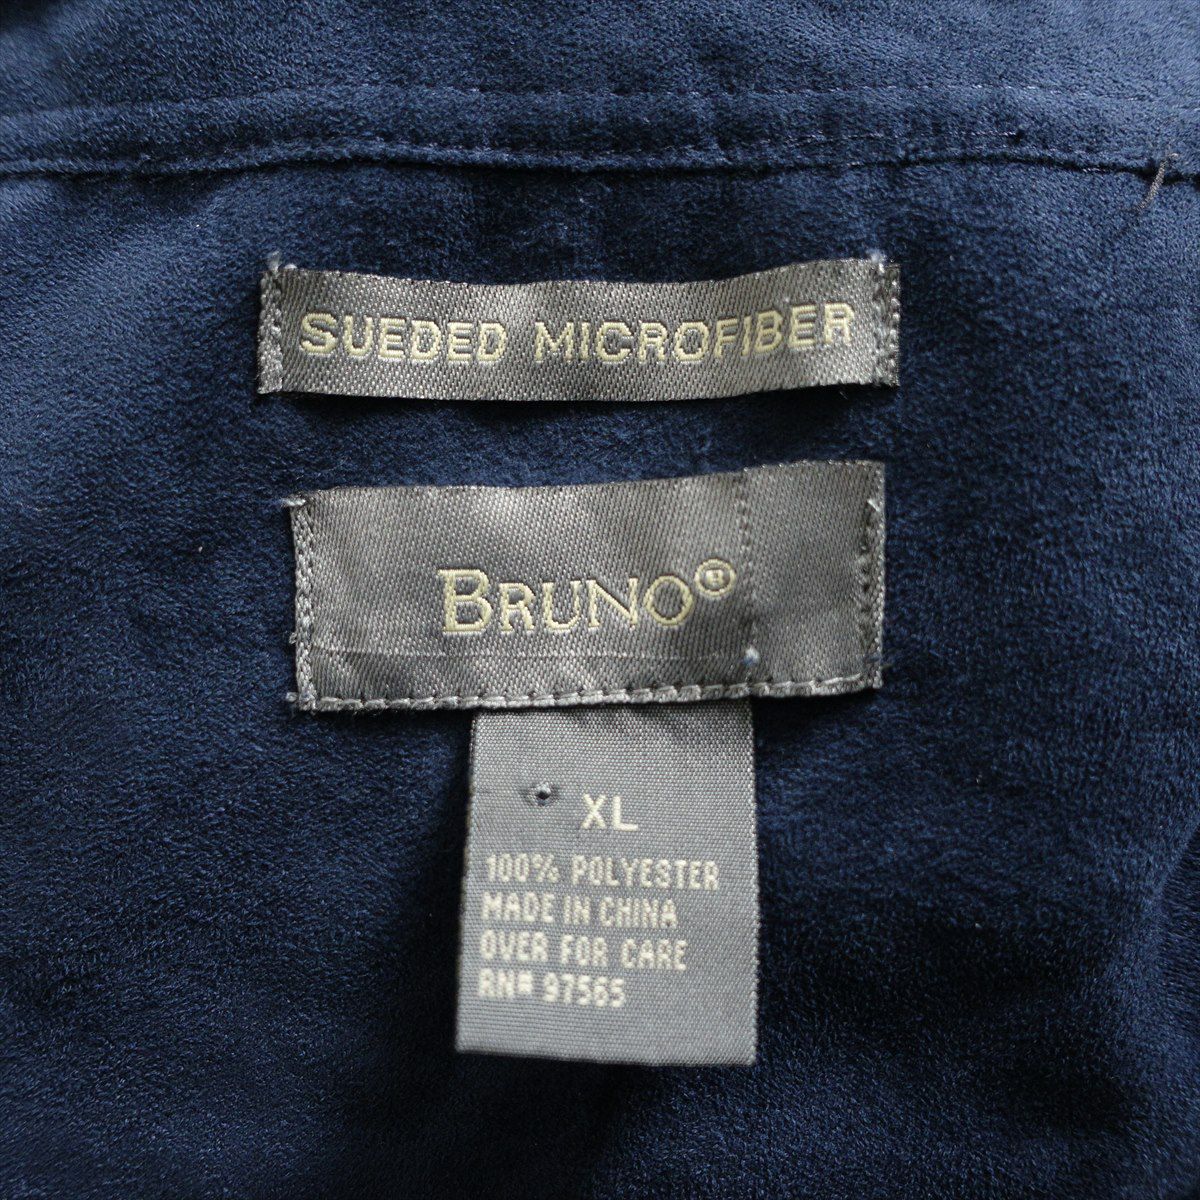 SUEDED MICROFIBER
BRUNO®
XL
100% POLYESTER
MADE IN CHINA
OVER FOR CARE
RN# 97565